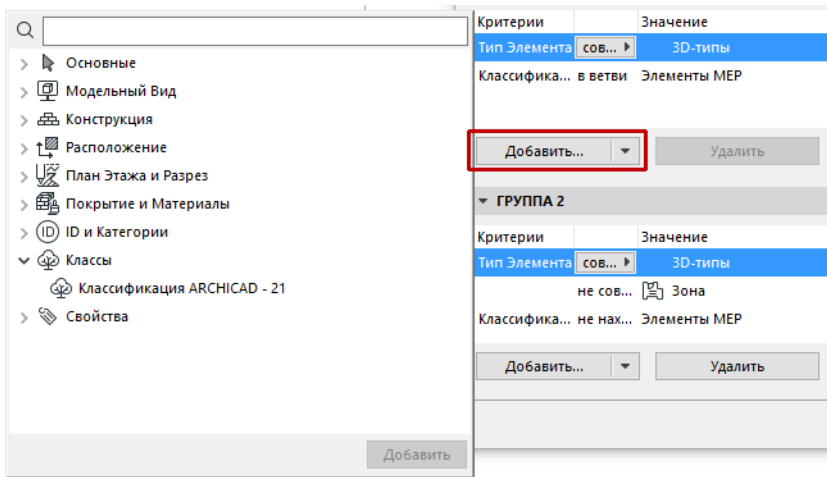 Основные
Модельный Вид
Конструкция
Расположение
План Этажа и Разрез
Покрытие и Материалы
ID ID и Категории
Классы
Классификация ARCHICAD - 21
Свойства
Добавить
Критерии Значение
Тип Элемента сов... 3D-типы
Классифика... в ветви Элементы MEP
Добавить... Удалить
ГРУППА 2
Критерии Значение
Тип Элемента сов... 3D-типы
не сов... Зона
Классифика... не нах... Элементы MEP
Добавить... Удалить